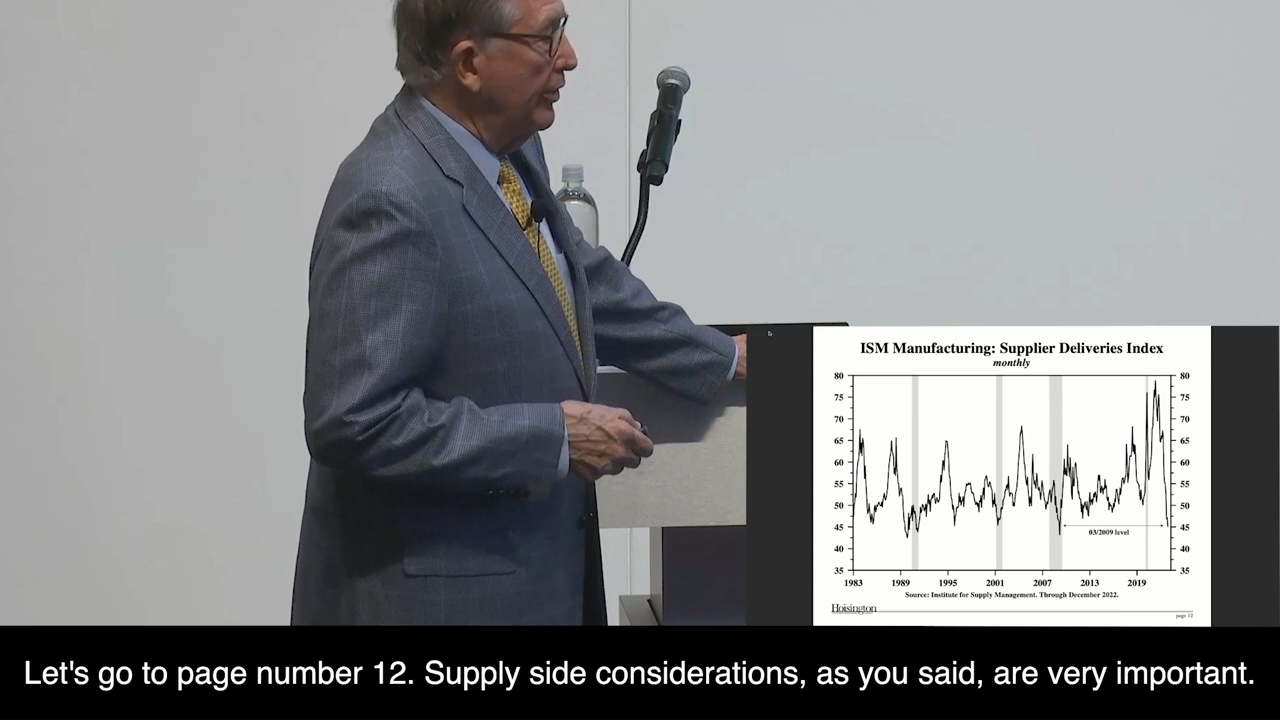 ISM Manufacturing: Supplier Deliveries Index
monthly
80 80
75 75
70 70
65 65
60 60
55 55
50 50
45 45
03/2009 level
40 40
35 35
1983 1989 1995 2001 2007 2013 2019
Source: Institute for Supply Management. Through December 2022.
Hoisington
page 12
Let's go to page number 12. Supply side considerations, as you said, are very important.